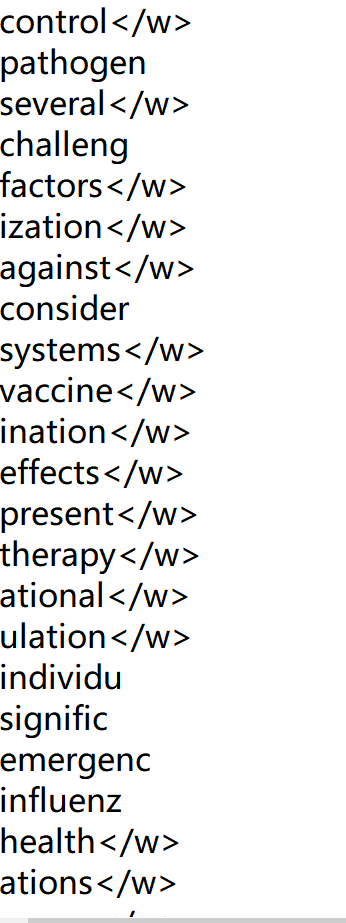 control</w>
pathogen
several</w>
challeng
factors</w>
ization</w>
against</w>
consider
systems</w>
vaccine</w>
ination</w>
effects</w>
present</w>
therapy</w>
ational</w>
ulation</w>
individu
signific
emergenc
influenz
health</w>
ations</w>